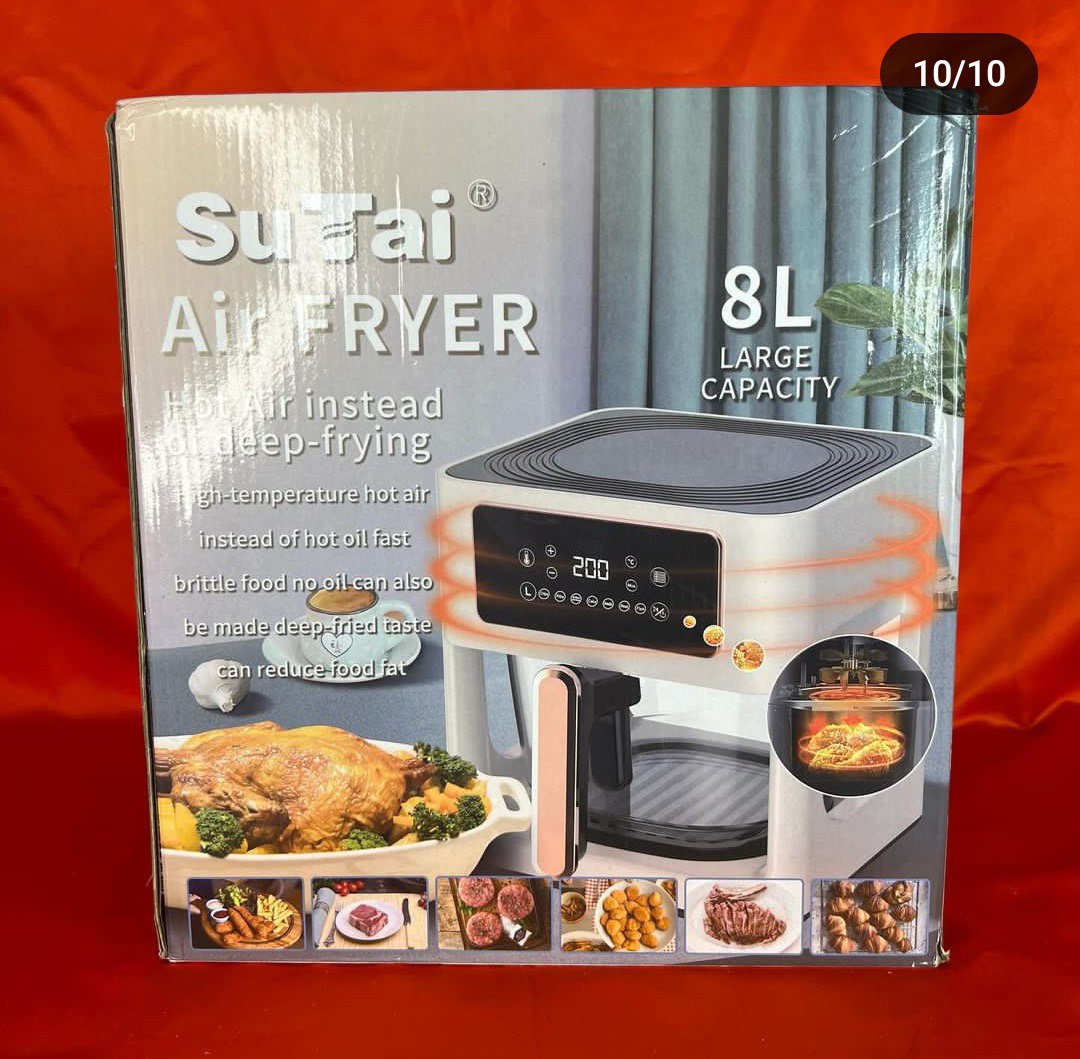 10/10
SuTai®
Air FRYER
8L
LARGE
CAPACITY
Hot Air instead
of deep-frying
High-temperature hot air
instead of hot oil fast
brittle food no oil can also
be made deep-fried taste
can reduce food fat
200
℃
L